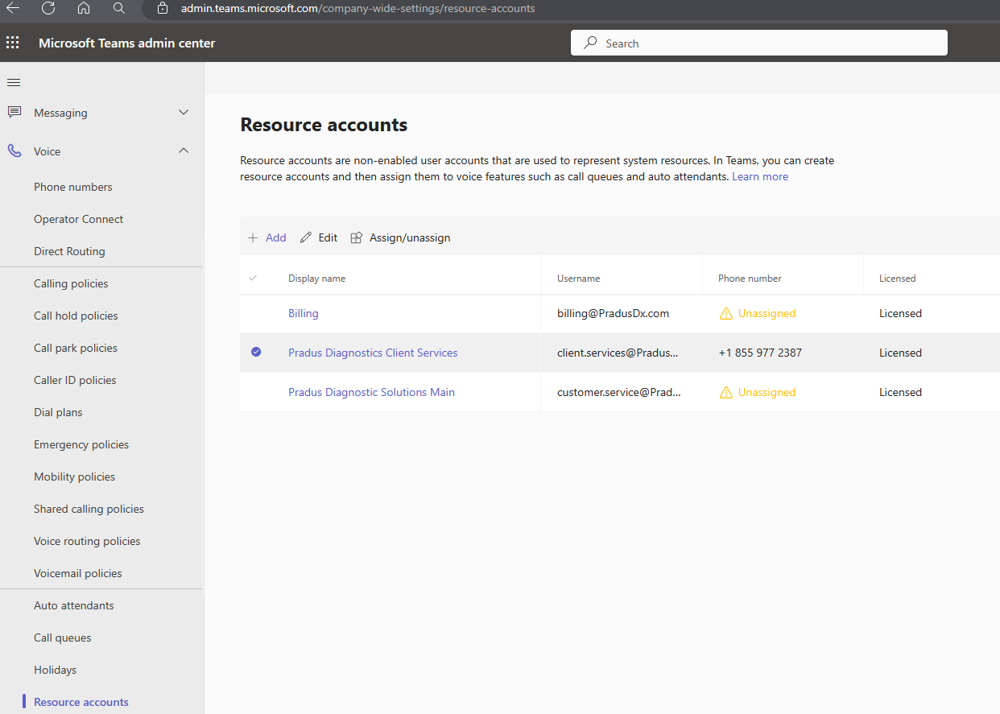 admin.teams.microsoft.com/company-wide-settings/resource-accounts
Microsoft Teams admin center
Search
Messaging
Voice
Phone numbers
Operator Connect
Direct Routing
Calling policies
Call hold policies
Call park policies
Caller ID policies
Dial plans
Emergency policies
Mobility policies
Shared calling policies
Voice routing policies
Voicemail policies
Auto attendants
Call queues
Holidays
Resource accounts
Resource accounts
Resource accounts are non-enabled user accounts that are used to represent system resources. In Teams, you can create
resource accounts and then assign them to voice features such as call queues and auto attendants. Learn more
Add Edit Assign/unassign
Display name Username Phone number Licensed
Billing billing@PradusDx.com Unassigned Licensed
Pradus Diagnostics Client Services client.services@Pradus... +1 855 977 2387 Licensed
Pradus Diagnostic Solutions Main customer.service@Prad... Unassigned Licensed